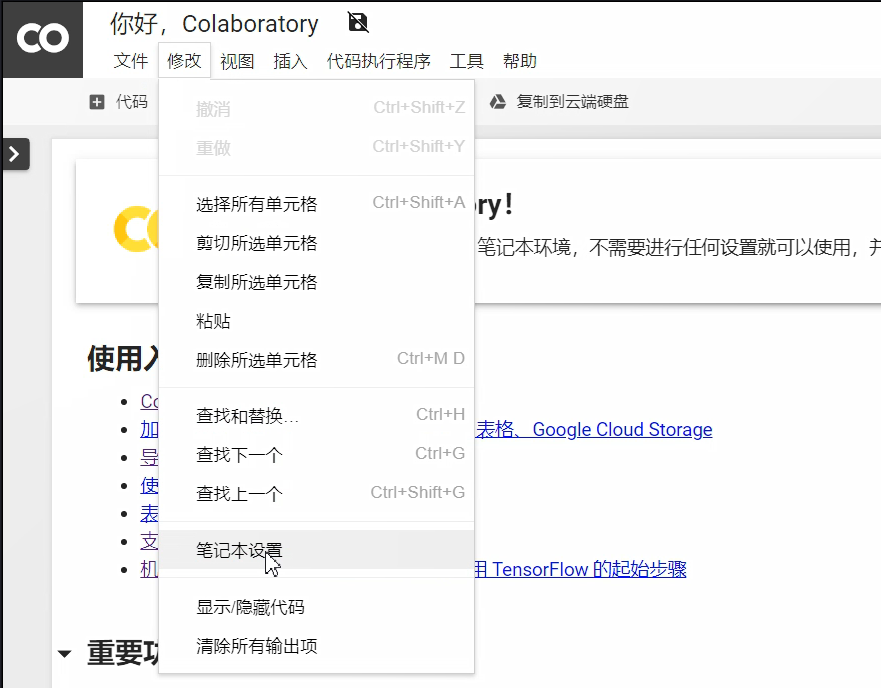 CO 你好，Colaboratory
文件 修改 视图 插入 代码执行程序 工具 帮助
代码 复制到云端硬盘
撤消 Ctrl+Shift+Z
重做 Ctrl+Shift+Y
选择所有单元格 Ctrl+Shift+A
ry！
剪切所选单元格
笔记本环境，不需要进行任何设置就可以使用，并
复制所选单元格
粘贴
使用入
删除所选单元格 Ctrl+M D
Co
查找和替换... Ctrl+H
加 表格、Google Cloud Storage
导
查找下一个 Ctrl+G
使
查找上一个 Ctrl+Shift+G
表
支
笔记本设置
机 用 TensorFlow 的起始步骤
显示/隐藏代码
重要功
清除所有输出项